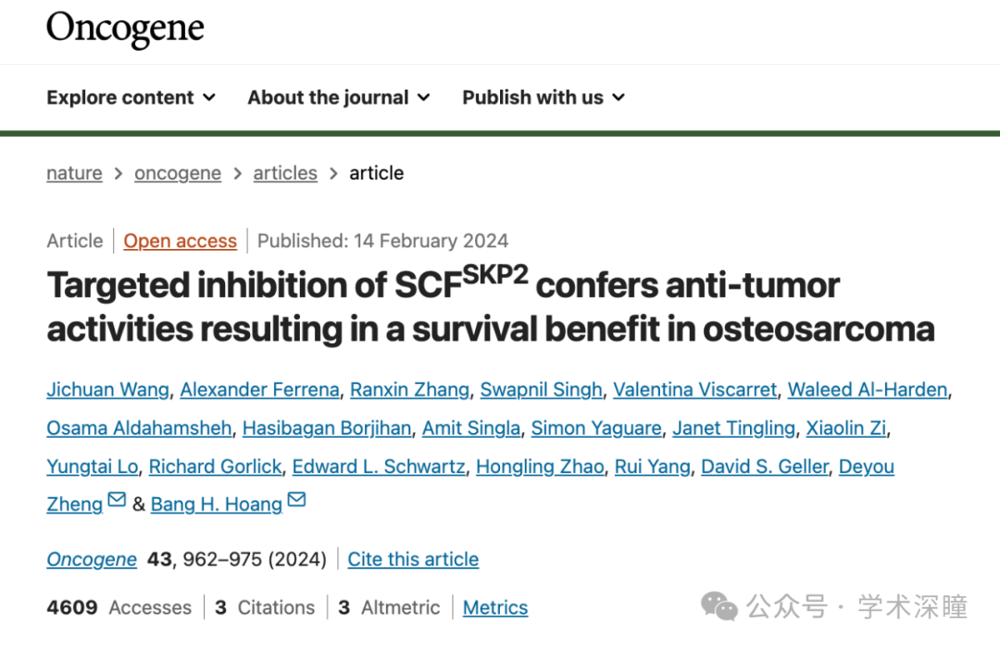 Oncogene
Explore content About the journal Publish with us
nature > oncogene > articles > article
Article Open access Published: 14 February 2024
Targeted inhibition of SCF^SKP2 confers anti-tumor
activities resulting in a survival benefit in osteosarcoma
Jichuan Wang, Alexander Ferrena, Ranxin Zhang, Swapnil Singh, Valentina Viscarret, Waleed Al-Harden,
Osama Aldahamsheh, Hasibagan Borjihan, Amit Singla, Simon Yaguare, Janet Tingling, Xiaolin Zi,
Yungtai Lo, Richard Gorlick, Edward L. Schwartz, Hongling Zhao, Rui Yang, David S. Geller, Deyou
Zheng & Bang H. Hoang
Oncogene 43, 962–975 (2024) Cite this article
4609 Accesses 3 Citations 3 Altmetric Metrics
公众号 · 学术深瞳